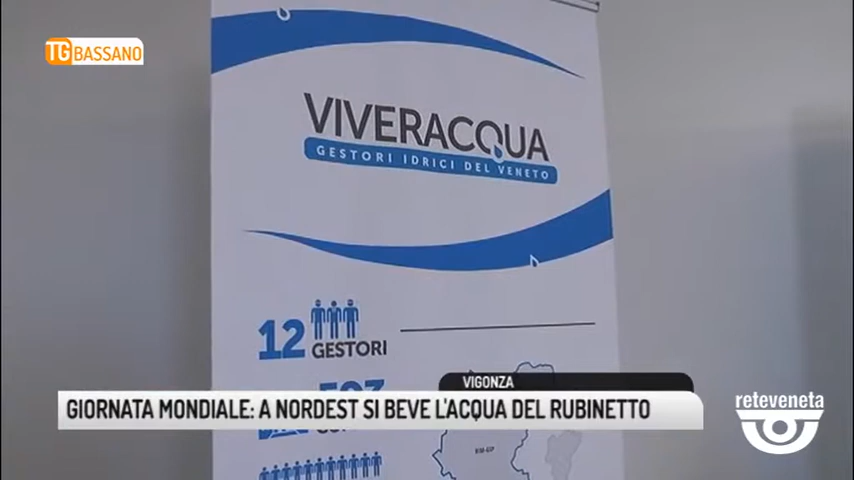 TG BASSANO
VIVERACQUA
GESTORI IDRICI DEL VENETO
12
GESTORI
VIGONZA
GIORNATA MONDIALE: A NORDEST SI BEVE L'ACQUA DEL RUBINETTO
reteveneta